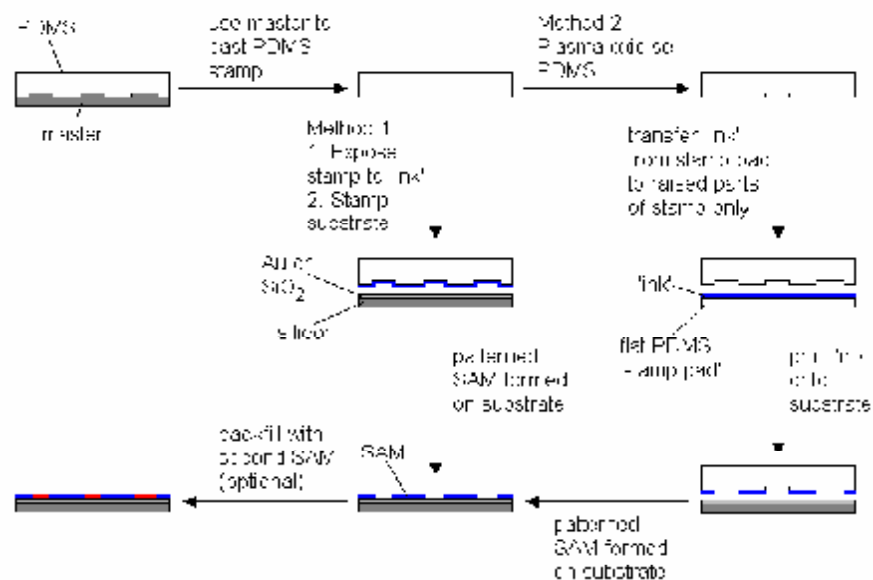 PDMS
use master to
cast PDMS
stamp
Method 2
Plasma oxidise
PDMS
master
Method 1
1. Expose
stamp to 'ink'
2. Stamp
substrate
transfer 'ink'
from stamp pad
to raised parts
of stamp only
Au or
SiO2
silicon
'ink'
flat PDMS
'stamp pad'
patterned
SAM formed
on substrate
print 'ink'
onto
substrate
backfill with
second SAM
(optional)
SAM
patterned
SAM formed
on substrate